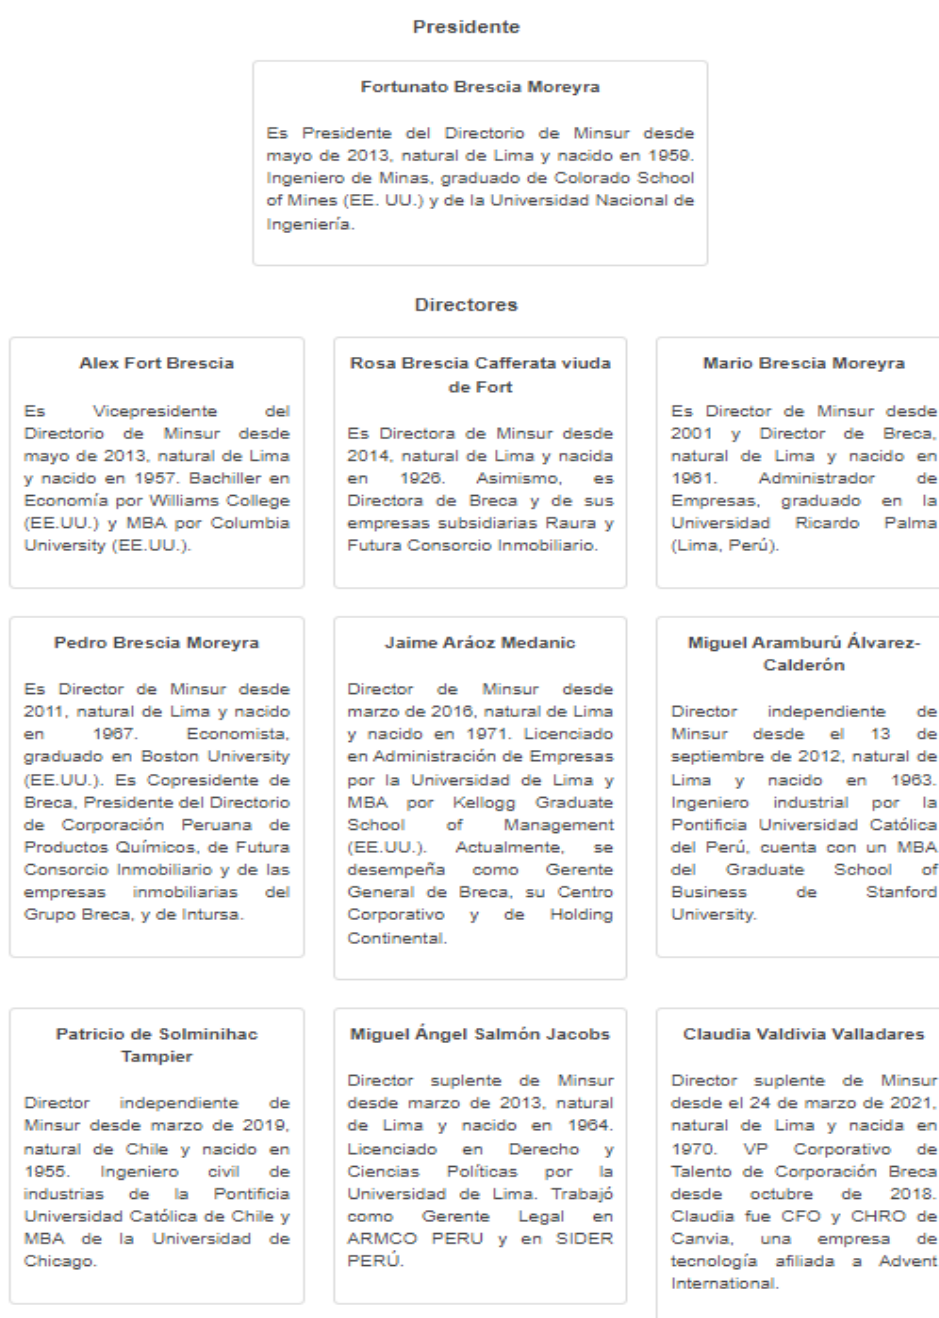 Presidente
Fortunato Brescia Moreyra
Es Presidente del Directorio de Minsur desde
mayo de 2013, natural de Lima y nacido en 1959.
Ingeniero de Minas, graduado de Colorado School
of Mines (EE. UU.) y de la Universidad Nacional de
Ingeniería.
Directores
Alex Fort Brescia
Es Vicepresidente del
Directorio de Minsur desde
mayo de 2013, natural de Lima
y nacido en 1957. Bachiller en
Economía por Williams College
(EE.UU.) y MBA por Columbia
University (EE.UU.).
Rosa Brescia Cafferata viuda
de Fort
Es Directora de Minsur desde
2014, natural de Lima y nacida
en 1926. Asimismo, es
Directora de Breca y de sus
empresas subsidiarias Raura y
Futura Consorcio Inmobiliario.
Mario Brescia Moreyra
Es Director de Minsur desde
2001 y Director de Breca,
natural de Lima y nacido en
1961. Administrador de
Empresas, graduado en la
Universidad Ricardo Palma
(Lima, Perú).
Pedro Brescia Moreyra
Es Director de Minsur desde
2011, natural de Lima y nacido
en 1967. Economista,
graduado en Boston University
(EE.UU.). Es Copresidente de
Breca, Presidente del Directorio
de Corporación Peruana de
Productos Químicos, de Futura
Consorcio Inmobiliario y de las
empresas inmobiliarias del
Grupo Breca, y de Intursa.
Jaime Aráoz Medanic
Director de Minsur desde
marzo de 2016, natural de Lima
y nacido en 1971. Licenciado
en Administración de Empresas
por la Universidad de Lima y
MBA por Kellogg Graduate
School of Management
(EE.UU.). Actualmente, se
desempeña como Gerente
General de Breca, su Centro
Corporativo y de Holding
Continental.
Miguel Aramburú Álvarez-
Calderón
Director independiente de
Minsur desde el 13 de
septiembre de 2012, natural de
Lima y nacido en 1963.
Ingeniero industrial por la
Pontificia Universidad Católica
del Perú, cuenta con un MBA
del Graduate School of
Business de Stanford
University.
Patricio de Solminihac
Tampier
Director independiente de
Minsur desde marzo de 2019,
natural de Chile y nacido en
1955. Ingeniero civil de
industrias de la Pontificia
Universidad Católica de Chile y
MBA de la Universidad de
Chicago.
Miguel Ángel Salmón Jacobs
Director suplente de Minsur
desde marzo de 2013, natural
de Lima y nacido en 1964.
Licenciado en Derecho y
Ciencias Políticas por la
Universidad de Lima. Trabajó
como Gerente Legal en
ARMCO PERU y en SIDER
PERÚ.
Claudia Valdivia Valladares
Director suplente de Minsur
desde el 24 de marzo de 2021,
natural de Lima y nacida en
1970. VP Corporativo de
Talento de Corporación Breca
desde octubre de 2018.
Claudia fue CFO y CHRO de
Canvia, una empresa de
tecnología afiliada a Advent
International.